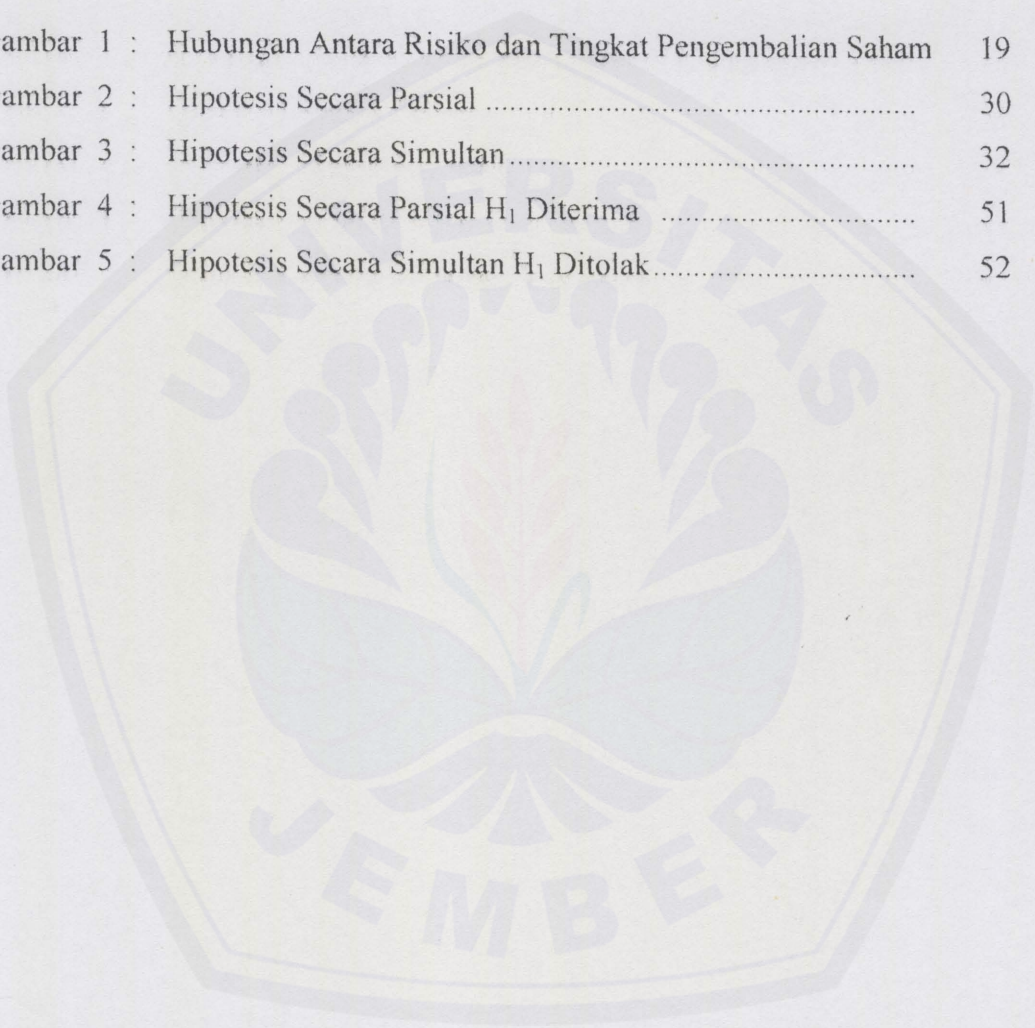 ambar 1 : Hubungan Antara Risiko dan Tingkat Pengembalian Saham 19
ambar 2 : Hipotesis Secara Parsial ........................................................... 30
ambar 3 : Hipotesis Secara Simultan ....................................................... 32
ambar 4 : Hipotesis Secara Parsial H₁ Diterima ................................... 51
ambar 5 : Hipotesis Secara Simultan H₁ Ditolak .................................. 52
UNIVERSITAS
JEMBER